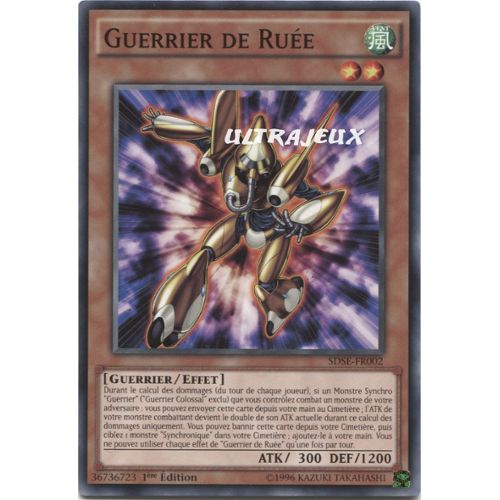 GUERRIER DE RUÉE
VENT
風
ULTRAJEUX
SDSE-FR002
[GUERRIER/EFFET]
Durant le calcul des dommages (du tour de chaque joueur), si un Monstre Synchro
"Guerrier" ("Guerrier Colossal" exclu) que vous contrôlez combat un monstre de votre
adversaire : vous pouvez envoyer cette carte depuis votre main au Cimetière ; l'ATK de
votre monstre combattant devient le double de son ATK actuelle durant ce calcul des
dommages uniquement. Vous pouvez bannir cette carte depuis votre Cimetière, puis
ciblez 1 monstre "Synchronique" dans votre Cimetière ; ajoutez-le à votre main. Vous
ne pouvez utiliser chaque effet de "Guerrier de Ruée" qu'une fois par tour.
ATK/ 300 DEF/1200
36736723 1ère Édition ©1996 KAZUKI TAKAHASHI